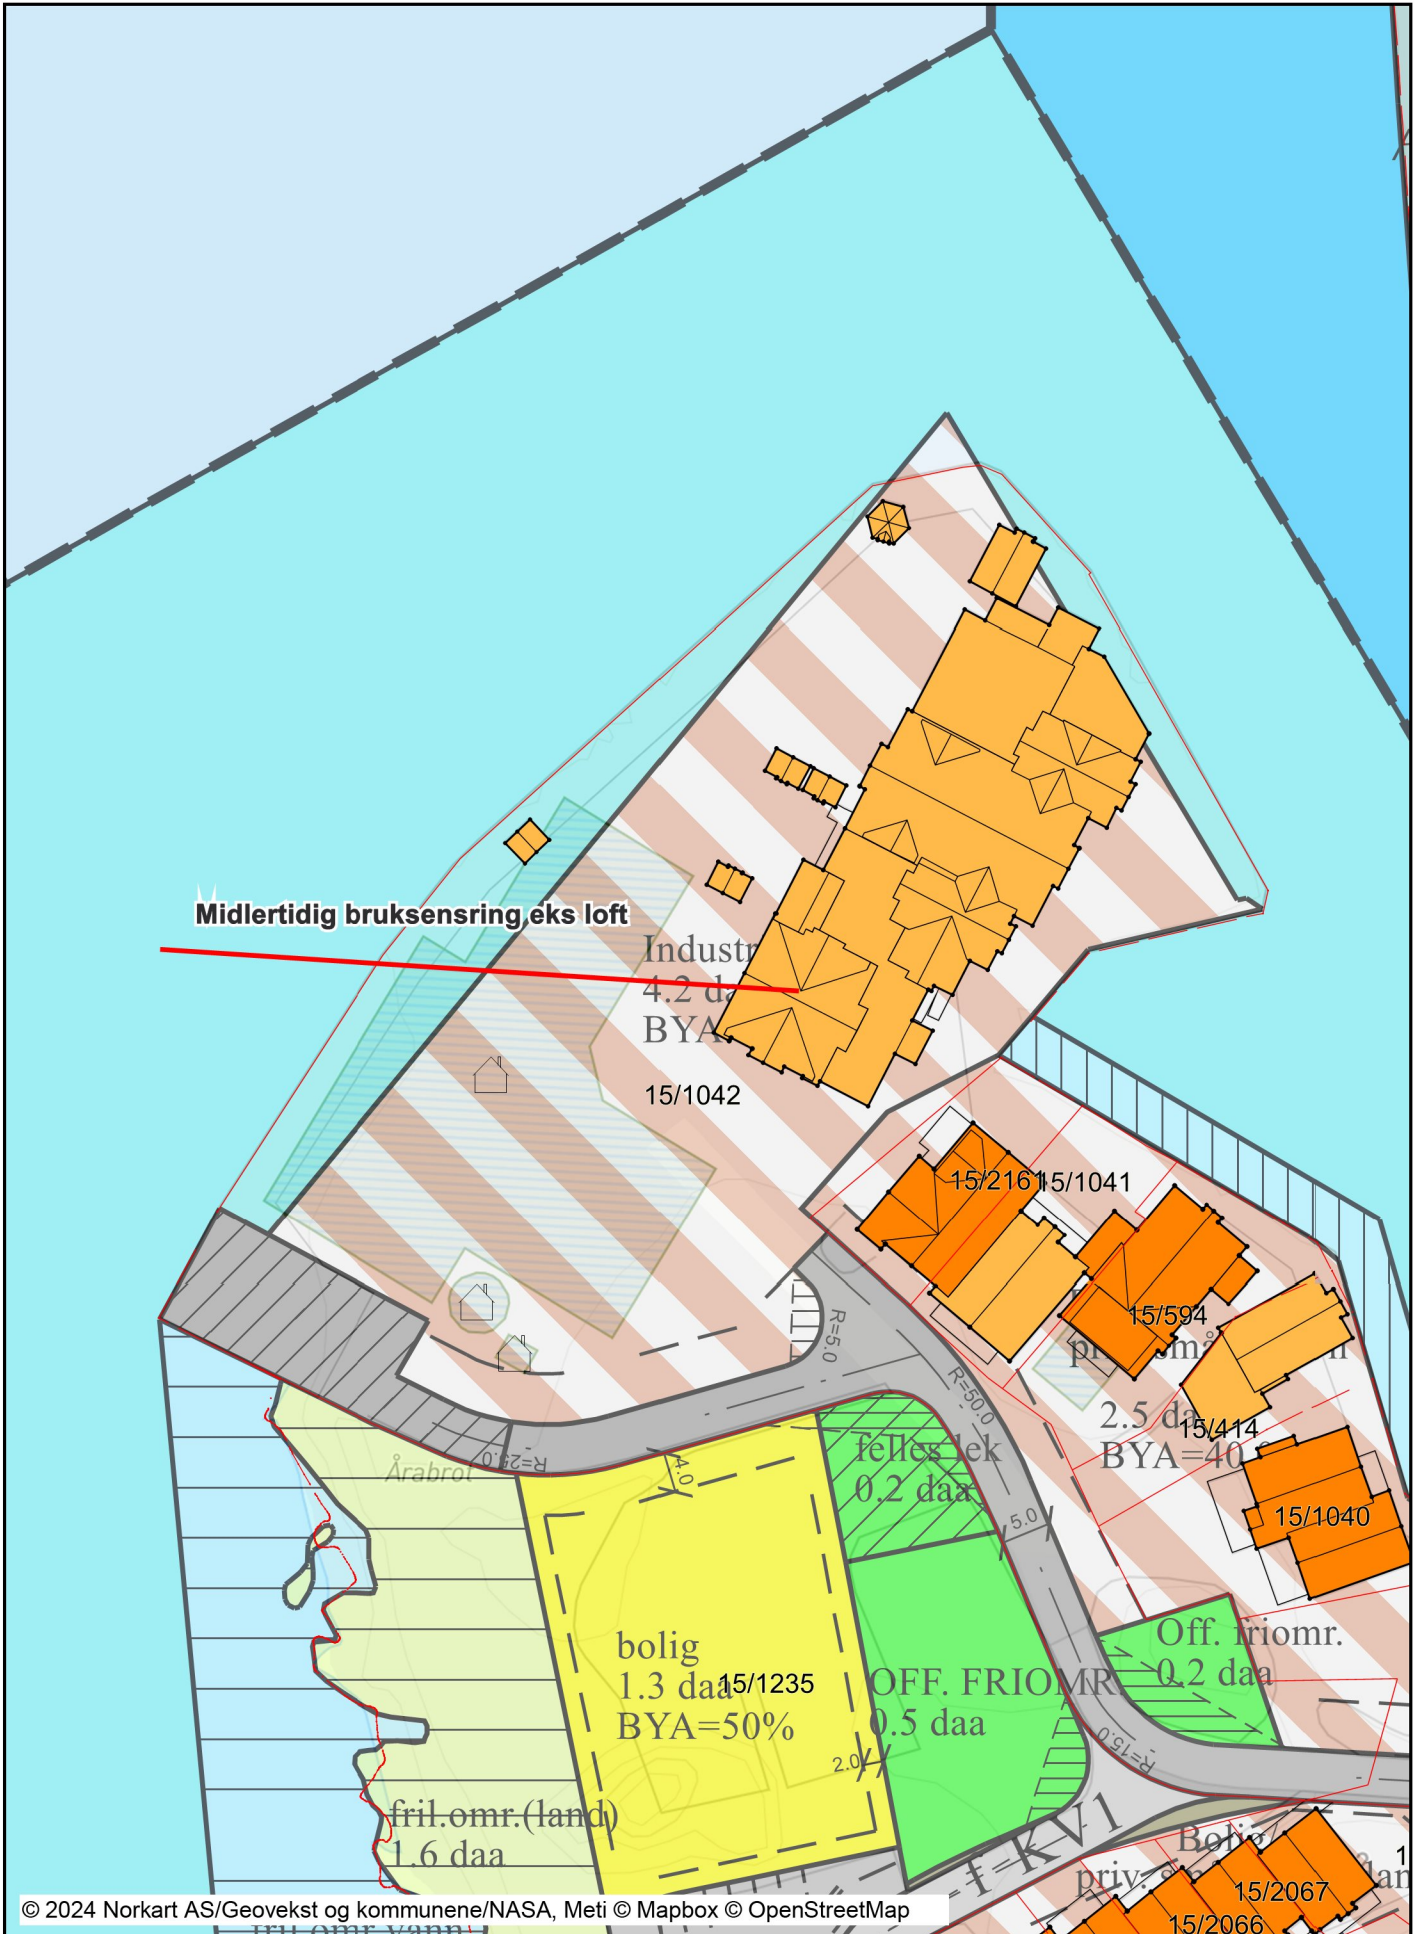 Midlertidig bruksensring eks loft
Industr
4.2 da
BYA
15/1042
15/2161
15/1041
15/594
2.5 da
15/414
BYA=40
15/1040
R=5.0
R=50.0
R=25.0
Årabrot
4.0
felles lek
0.2 daa
5.0
bolig
1.3 daa
15/1235
BYA=50%
OFF. FRIOMR.
0.5 daa
Off. friomr.
0.2 daa
2.0
R=15.0
fril.omr.(land)
1.6 daa
f-KV1
Bolig/
15/2067
15/2066
© 2024 Norkart AS/Geovekst og kommunene/NASA, Meti © Mapbox © OpenStreetMap